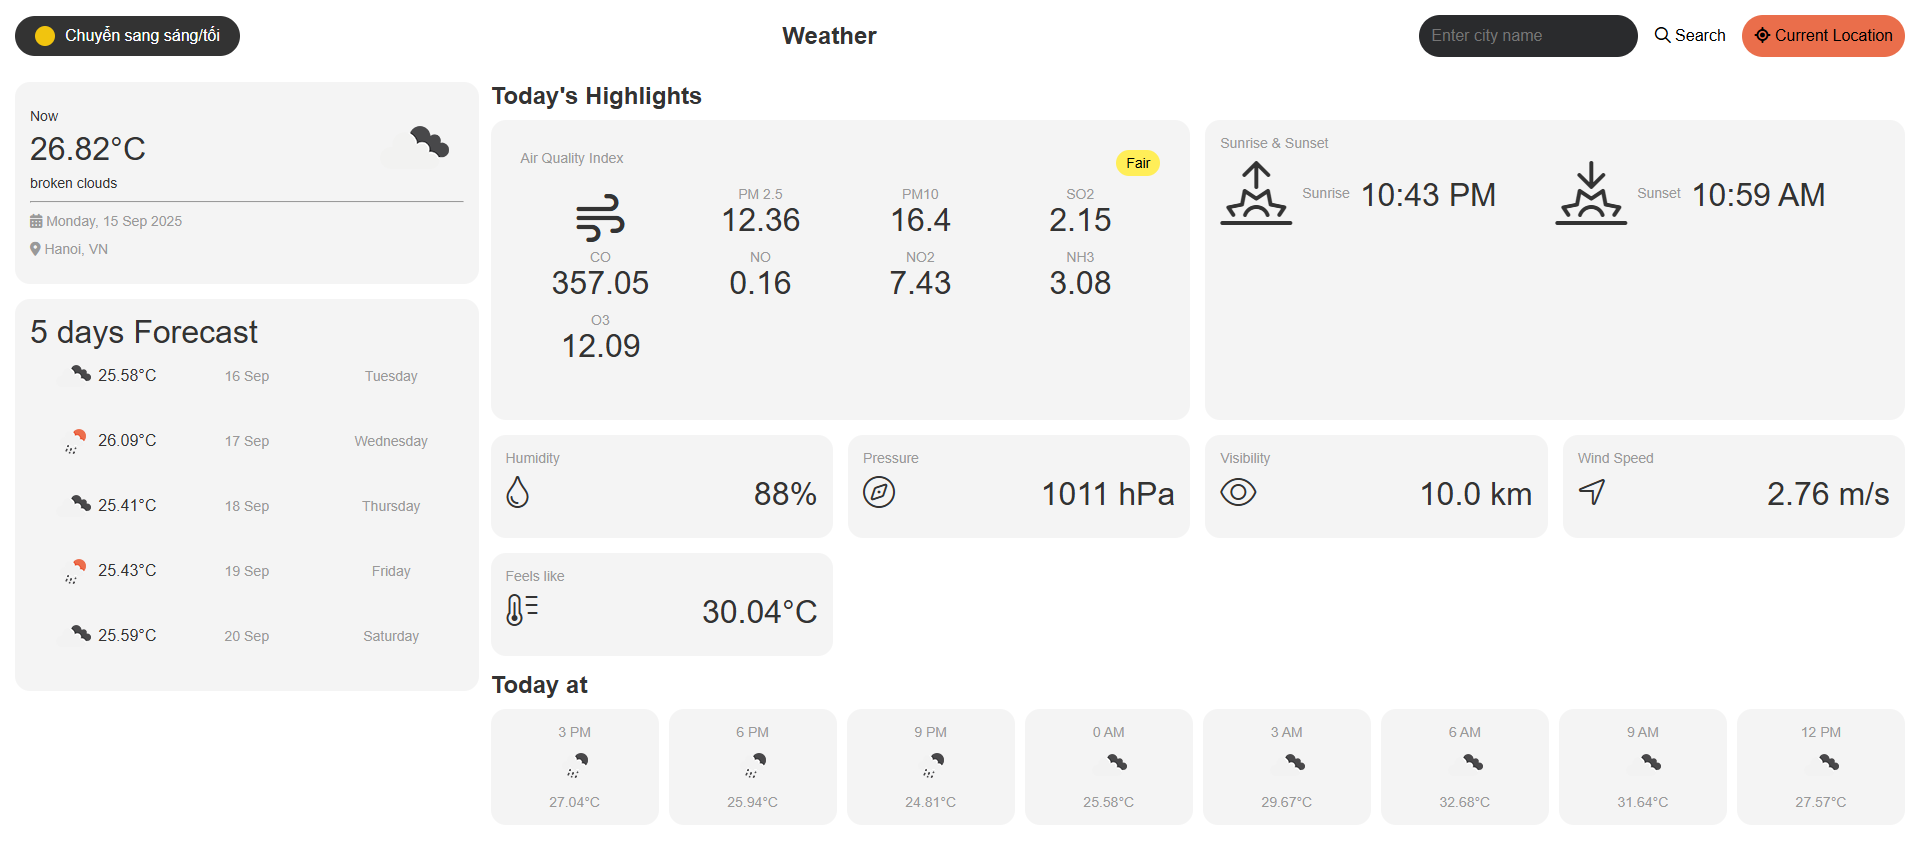 Chuyển sang sáng/tối
Weather
Enter city name
Search
Current Location
Now
26.82°C
broken clouds
Monday, 15 Sep 2025
Hanoi, VN
5 days Forecast
25.58°C 16 Sep Tuesday
26.09°C 17 Sep Wednesday
25.41°C 18 Sep Thursday
25.43°C 19 Sep Friday
25.59°C 20 Sep Saturday
Today's Highlights
Air Quality Index
Fair
PM 2.5 PM10 SO2
12.36 16.4 2.15
CO NO NO2 NH3
357.05 0.16 7.43 3.08
O3
12.09
Sunrise & Sunset
Sunrise 10:43 PM Sunset 10:59 AM
Humidity
88%
Pressure
1011 hPa
Visibility
10.0 km
Wind Speed
2.76 m/s
Feels like
30.04°C
Today at
3 PM 6 PM 9 PM 0 AM 3 AM 6 AM 9 AM 12 PM
27.04°C 25.94°C 24.81°C 25.58°C 29.67°C 32.68°C 31.64°C 27.57°C